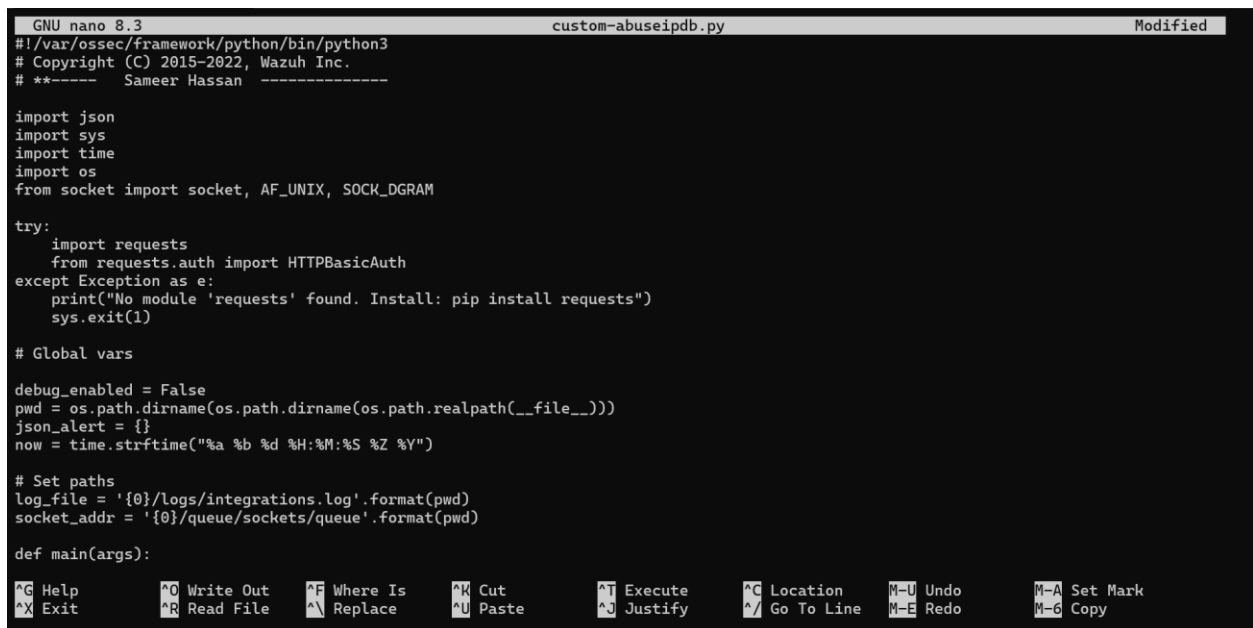 GNU nano 8.3 custom-abuseipdb.py Modified
#!/var/ossec/framework/python/bin/python3
# Copyright (C) 2015-2022, Wazuh Inc.
# **----- Sameer Hassan --------------
import json
import sys
import time
import os
from socket import socket, AF_UNIX, SOCK_DGRAM
try:
    import requests
    from requests.auth import HTTPBasicAuth
except Exception as e:
    print("No module 'requests' found. Install: pip install requests")
    sys.exit(1)
# Global vars
debug_enabled = False
pwd = os.path.dirname(os.path.dirname(os.path.realpath(__file__)))
json_alert = {}
now = time.strftime("%a %b %d %H:%M:%S %Z %Y")
# Set paths
log_file = '{0}/logs/integrations.log'.format(pwd)
socket_addr = '{0}/queue/sockets/queue'.format(pwd)
def main(args):
^G Help ^O Write Out ^F Where Is ^K Cut ^T Execute ^C Location M-U Undo M-A Set Mark
^X Exit ^R Read File ^\ Replace ^U Paste ^J Justify ^/ Go To Line M-E Redo M-6 Copy